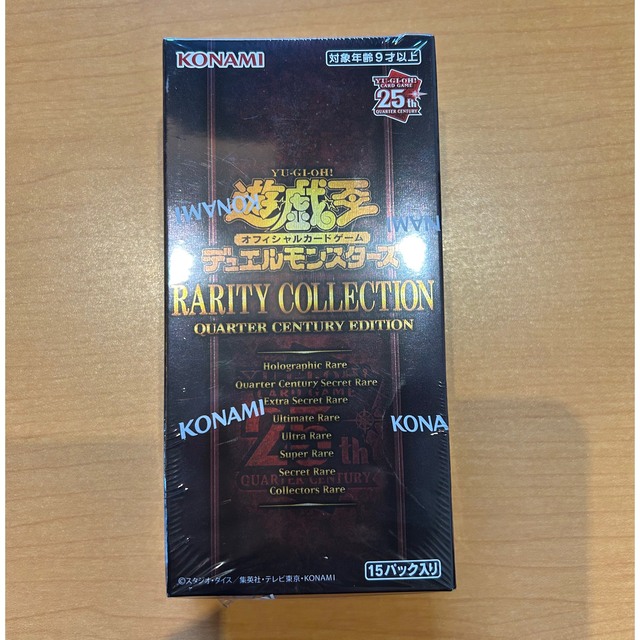 KONAMI
対象年齢9才以上
YU-GI-OH!
CARD GAME
25th
QUARTER CENTURY
YU-GI-OH!
遊戯王
KONAMI
オフィシャルカードゲーム
デュエルモンスターズ
RARITY COLLECTION
QUARTER CENTURY EDITION
Holographic Rare
Quarter Century Secret Rare
Extra Secret Rare
Ultimate Rare
Ultra Rare
Super Rare
Secret Rare
Collectors Rare
KONAMI
KONAMI
CARD GAME
25th
QUARTER CENTURY
©スタジオ・ダイス／集英社・テレビ東京・KONAMI
15パック入り